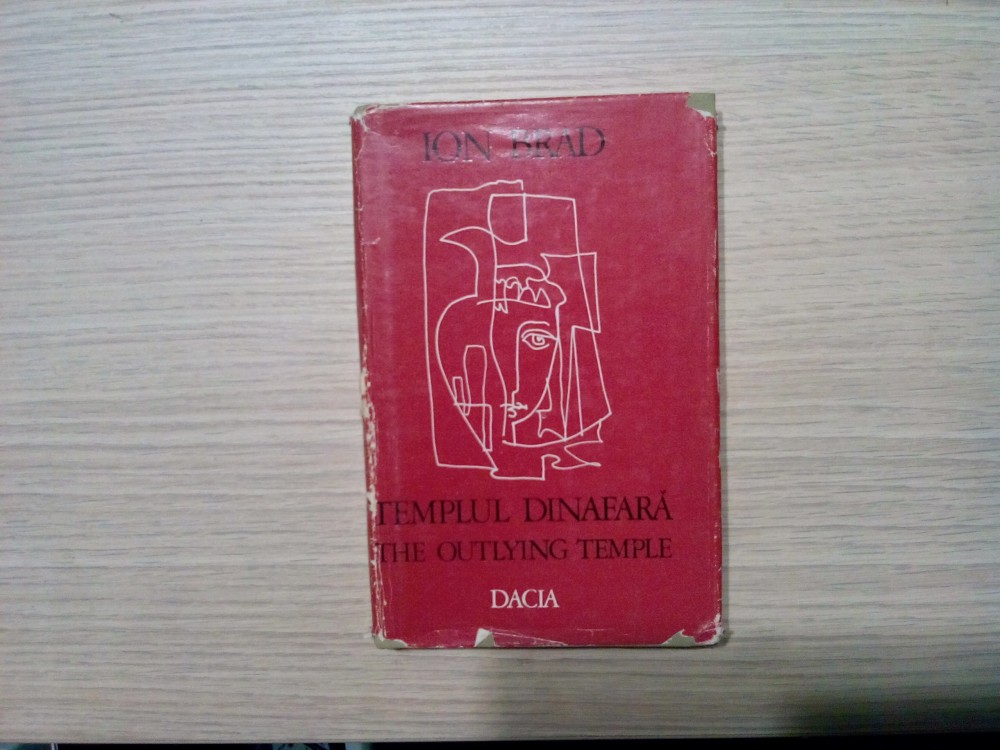 ION BRAD
TEMPLUL DINAFARĂ
THE OUTLYING TEMPLE
DACIA